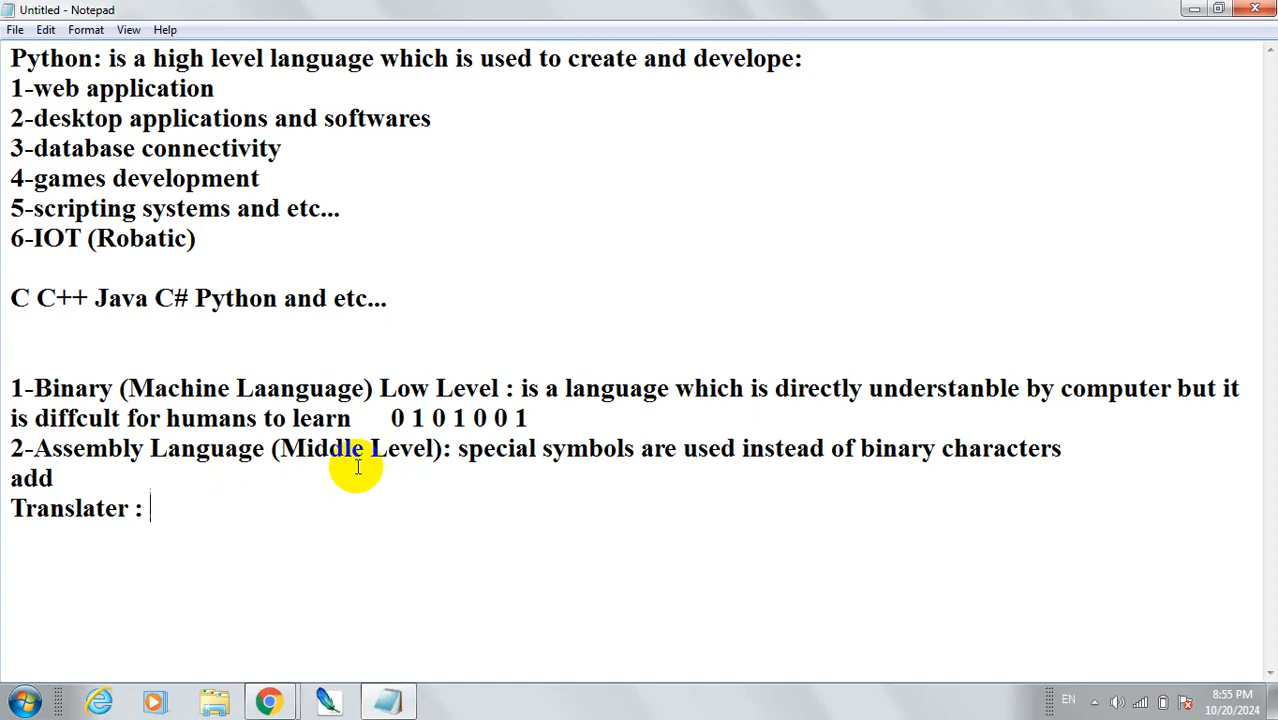 Untitled - Notepad
File Edit Format View Help
Python: is a high level language which is used to create and develope:
1-web application
2-desktop applications and softwares
3-database connectivity
4-games development
5-scripting systems and etc...
6-IOT (Robatic)
C C++ Java C# Python and etc...
1-Binary (Machine Laanguage) Low Level : is a language which is directly understanble by computer but it
is diffcult for humans to learn 0 1 0 1 0 0 1
2-Assembly Language (Middle Level): special symbols are used instead of binary characters
add
Translater :
EN
8:55 PM
10/20/2024